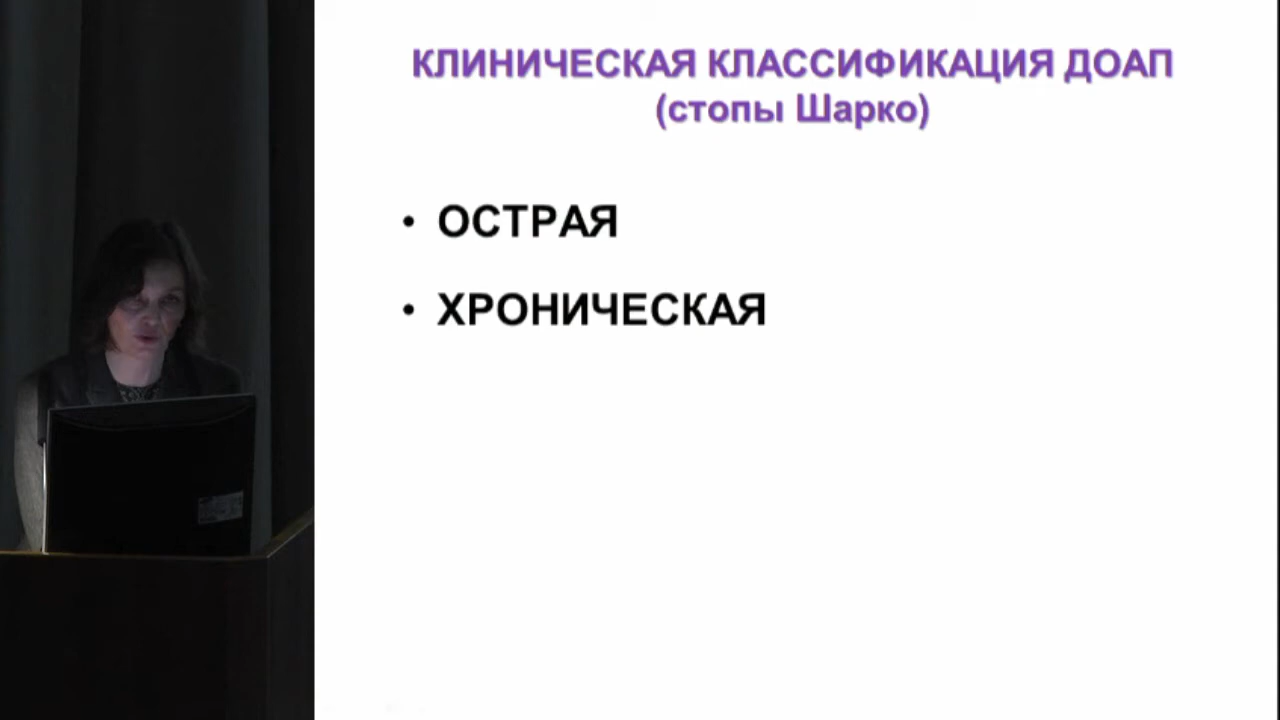 КЛИНИЧЕСКАЯ КЛАССИФИКАЦИЯ ДОАП
(стопы Шарко)
• ОСТРАЯ
• ХРОНИЧЕСКАЯ